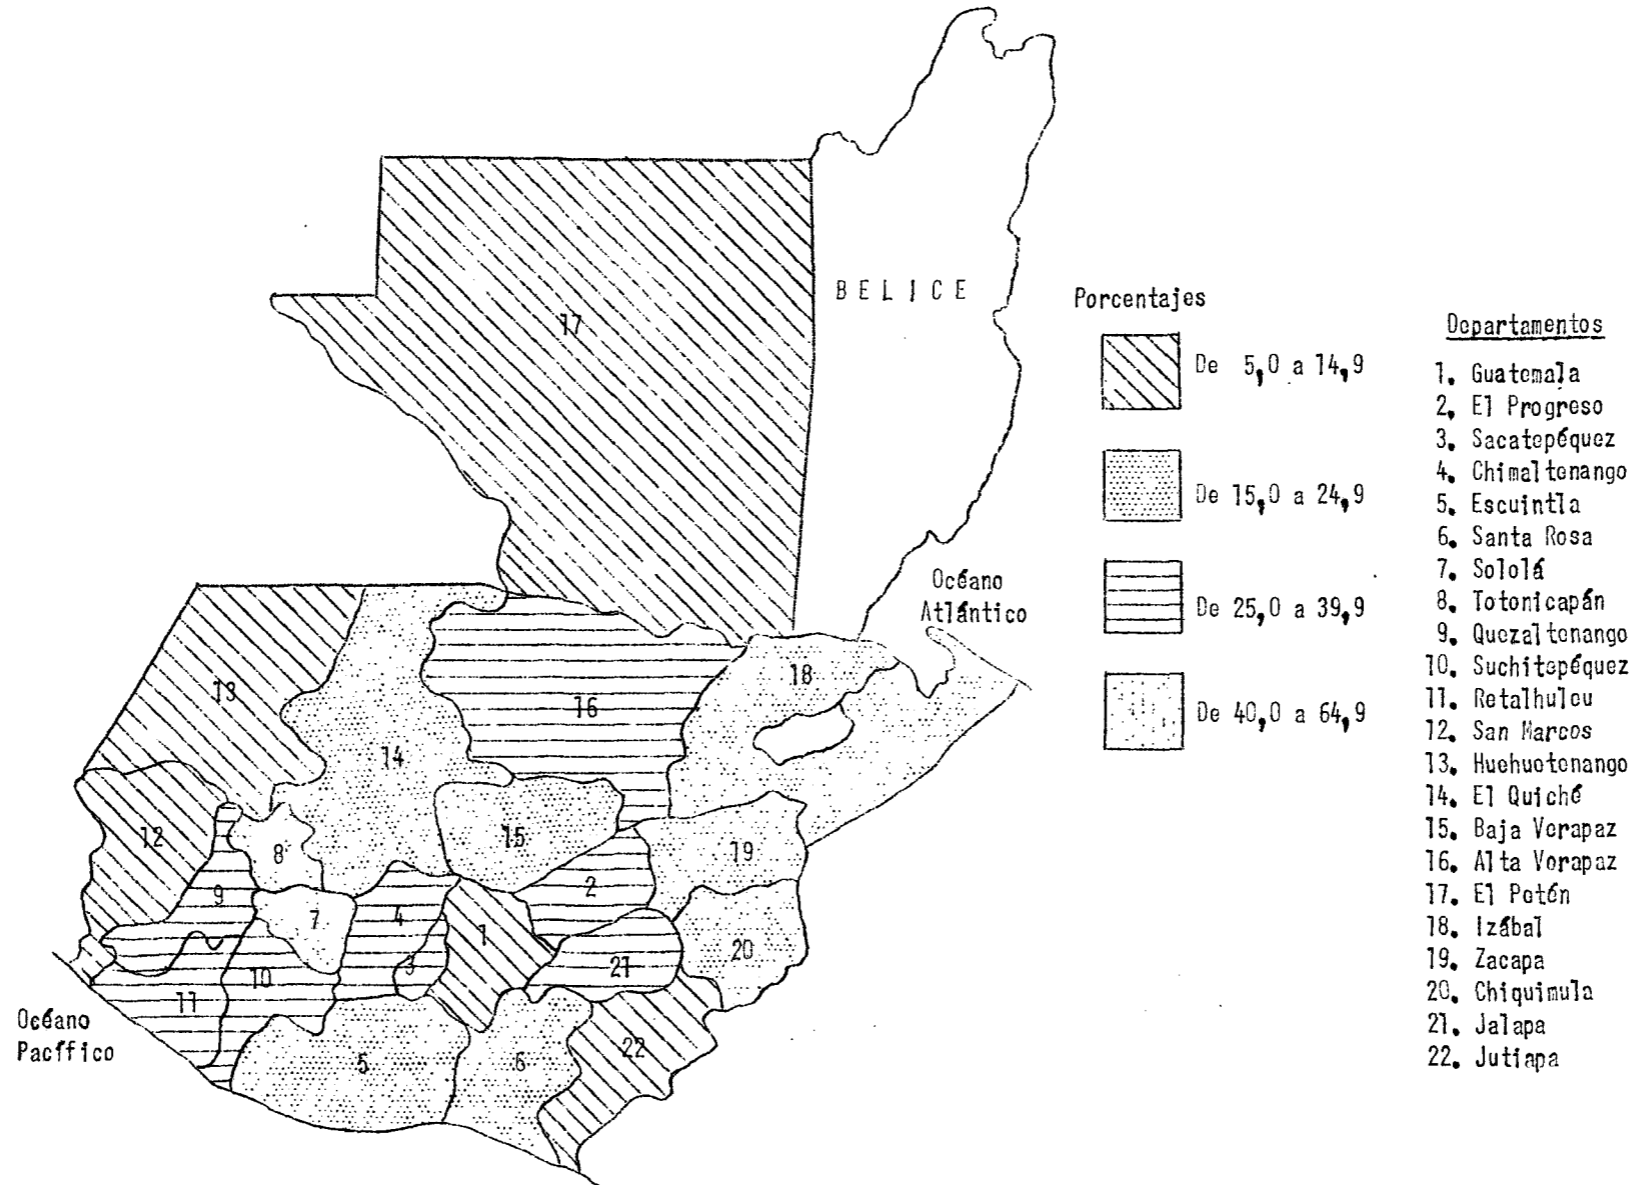 BELICE
17
Porcentajes
De 5,0 a 14,9
De 15,0 a 24,9
De 25,0 a 39,9
De 40,0 a 64,9
Departamentos
1. Guatemala
2. El Progreso
3. Sacatepéquez
4. Chimaltenango
5. Escuintla
6. Santa Rosa
7. Sololá
8. Totonicapán
9. Quezaltenango
10. Suchitepéquez
11. Retalhuleu
12. San Marcos
13. Huehuetenango
14. El Quiché
15. Baja Verapaz
16. Alta Verapaz
17. El Petén
18. Izábal
19. Zacapa
20. Chiquimula
21. Jalapa
22. Jutiapa
Océano
Atlántico
18
13
16
14
12
15
8
19
2
9
7
4
1
20
3
21
10
11
Océano
Pacífico
22
5
6